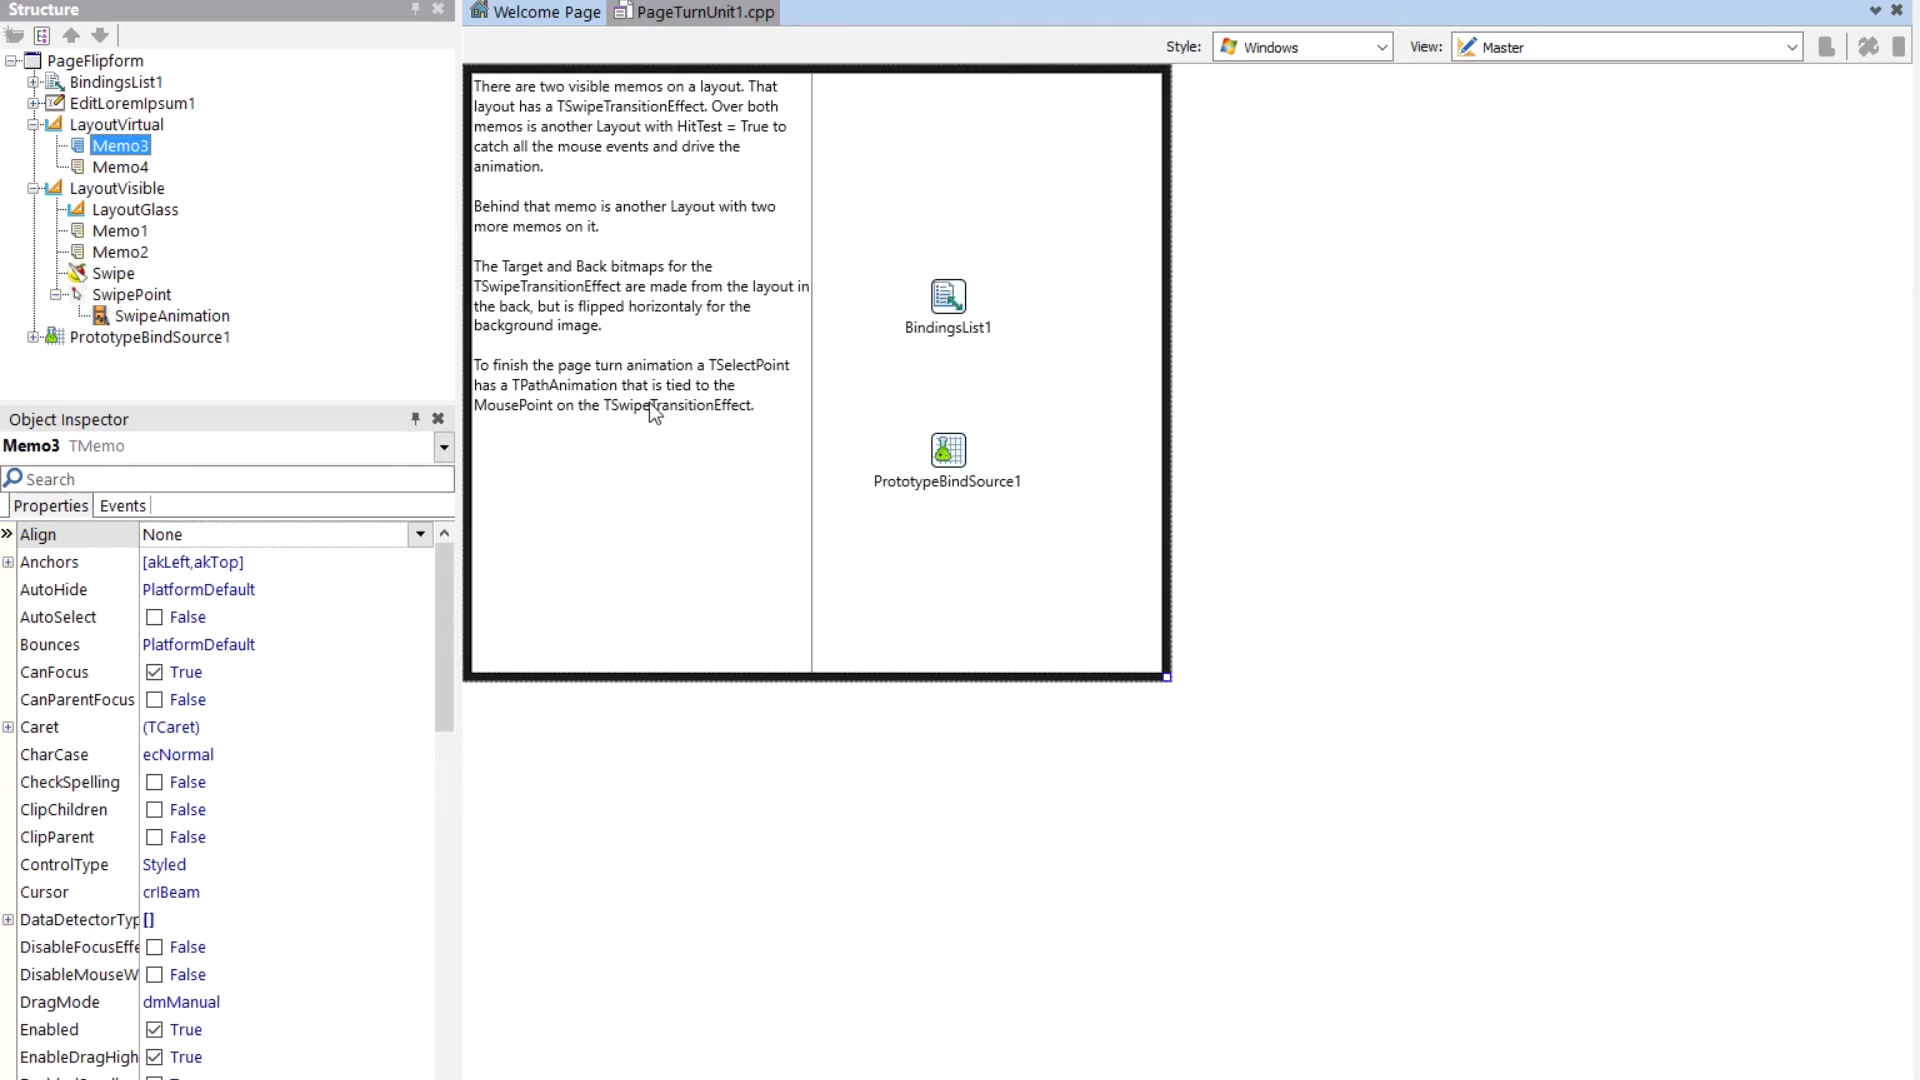 Structure
PageFlipform
BindingsList1
EditLoremIpsum1
LayoutVirtual
Memo3
Memo4
LayoutVisible
LayoutGlass
Memo1
Memo2
Swipe
SwipePoint
SwipeAnimation
PrototypeBindSource1
Object Inspector
Memo3 TMemo
Search
Properties Events
Align None
Anchors [akLeft,akTop]
AutoHide PlatformDefault
AutoSelect False
Bounces PlatformDefault
CanFocus True
CanParentFocus False
Caret (TCaret)
CharCase ecNormal
CheckSpelling False
ClipChildren False
ClipParent False
ControlType Styled
Cursor crIBeam
DataDetectorTyp []
DisableFocusEffe False
DisableMouseW False
DragMode dmManual
Enabled True
EnableDragHigh True
Welcome Page PageTurnUnit1.cpp
Style: Windows View: Master
There are two visible memos on a layout. That
layout has a TSwipeTransitionEffect. Over both
memos is another Layout with HitTest = True to
catch all the mouse events and drive the
animation.
Behind that memo is another Layout with two
more memos on it.
The Target and Back bitmaps for the
TSwipeTransitionEffect are made from the layout in
the back, but is flipped horizontaly for the
background image.
To finish the page turn animation a TSelectPoint
has a TPathAnimation that is tied to the
MousePoint on the TSwipeTransitionEffect.
BindingsList1
PrototypeBindSource1